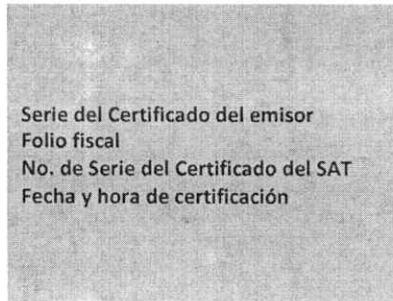 Serie del Certificado del emisor
Folio fiscal
No. de Serie del Certificado del SAT
Fecha y hora de certificación